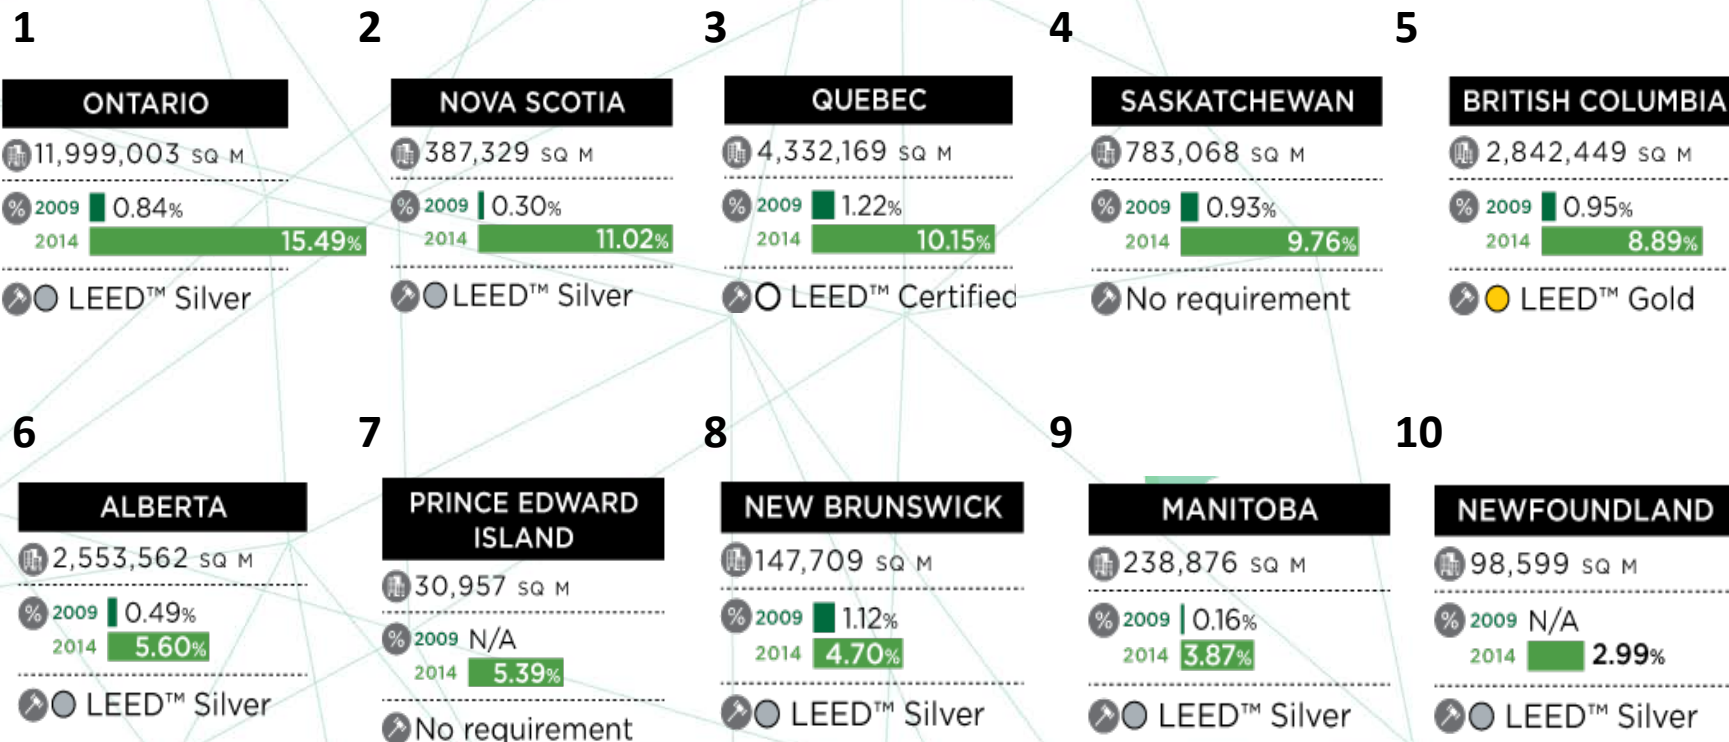 1
ONTARIO
11,999,003 SQ M
% 2009 0.84%
2014 15.49%
LEED™ Silver
2
NOVA SCOTIA
387,329 SQ M
% 2009 0.30%
2014 11.02%
LEED™ Silver
3
QUEBEC
4,332,169 SQ M
% 2009 1.22%
2014 10.15%
LEED™ Certified
4
SASKATCHEWAN
783,068 SQ M
% 2009 0.93%
2014 9.76%
No requirement
5
BRITISH COLUMBIA
2,842,449 SQ M
% 2009 0.95%
2014 8.89%
LEED™ Gold
6
ALBERTA
2,553,562 SQ M
% 2009 0.49%
2014 5.60%
LEED™ Silver
7
PRINCE EDWARD
ISLAND
30,957 SQ M
% 2009 N/A
2014 5.39%
No requirement
8
NEW BRUNSWICK
147,709 SQ M
% 2009 1.12%
2014 4.70%
LEED™ Silver
9
MANITOBA
238,876 SQ M
% 2009 0.16%
2014 3.87%
LEED™ Silver
10
NEWFOUNDLAND
98,599 SQ M
% 2009 N/A
2014 2.99%
LEED™ Silver